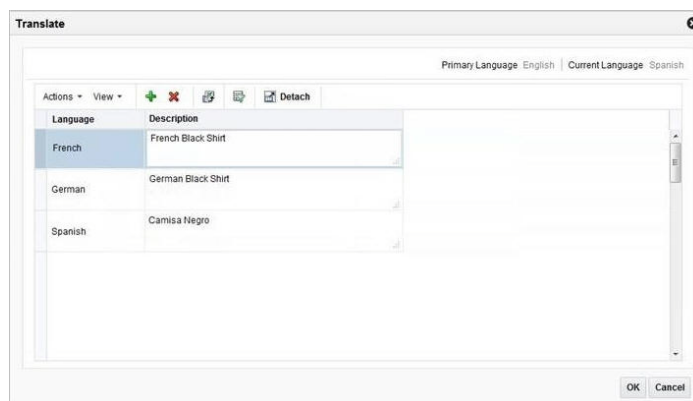 Translate
Primary Language English Current Language Spanish
Actions View Detach
Language Description
French French Black Shirt
German German Black Shirt
Spanish Camisa Negro
OK Cancel